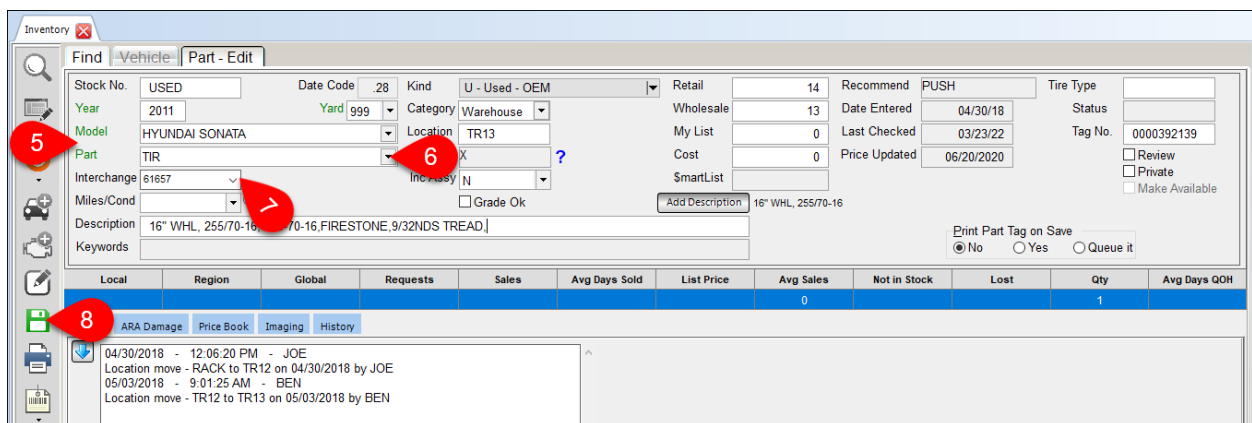 Inventory
Find Vehicle Part - Edit
Stock No. USED Date Code .28 Kind U - Used - OEM Retail 14 Recommend PUSH Tire Type
Year 2011 Yard 999 Category Warehouse Wholesale 13 Date Entered 04/30/18 Status
5 Model HYUNDAI SONATA Location TR13 My List 0 Last Checked 03/23/22 Tag No. 0000392139
Part TIR 6 X ? Cost 0 Price Updated 06/20/2020 Review
Interchange 61657 7 Inc Assy N $martList Private
Make Available
Miles/Cond Grade Ok Add Description 16" WHL, 255/70-16
Description 16" WHL, 255/70-16, 70-16,FIRESTONE,9/32NDS TREAD, Print Part Tag on Save
Keywords No Yes Queue it
Local Region Global Requests Sales Avg Days Sold List Price Avg Sales Not in Stock Lost Qty Avg Days QOH
0 1
8 ARA Damage Price Book Imaging History
04/30/2018 - 12:06:20 PM - JOE
Location move - RACK to TR12 on 04/30/2018 by JOE
05/03/2018 - 9:01:25 AM - BEN
Location move - TR12 to TR13 on 05/03/2018 by BEN